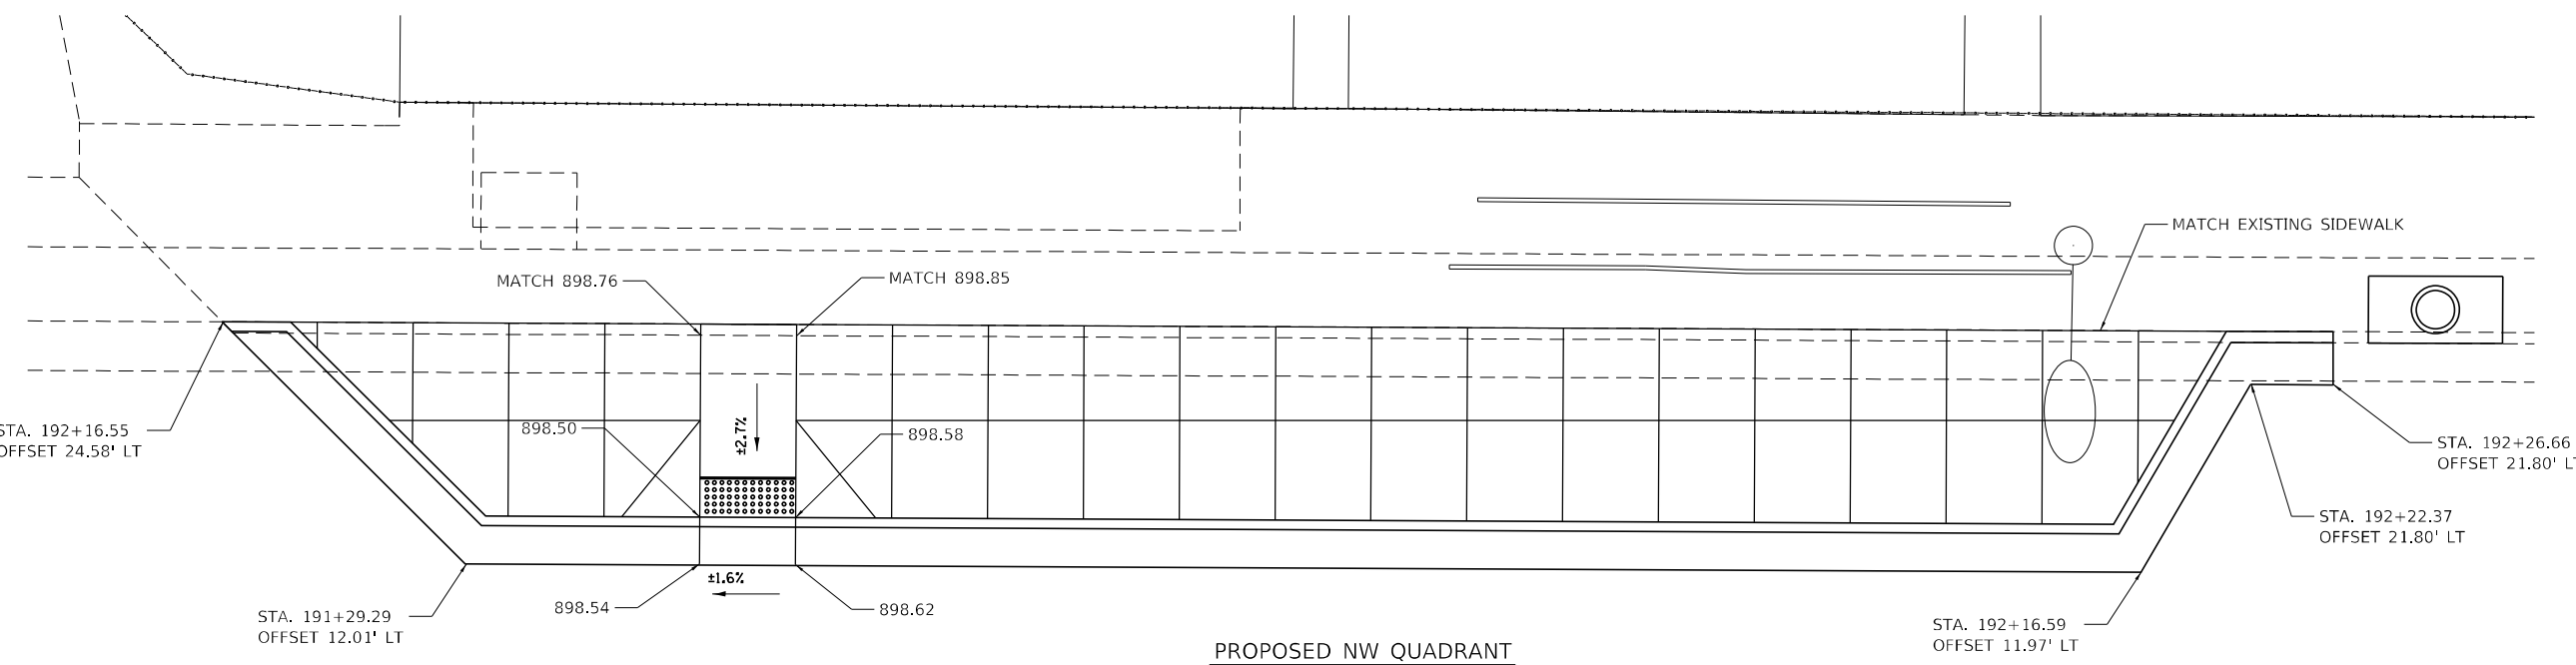 MATCH EXISTING SIDEWALK
MATCH 898.76
MATCH 898.85
±2.7%
898.50
898.58
STA. 192+16.55
OFFSET 24.58' LT
STA. 192+26.66
OFFSET 21.80' LT
STA. 192+22.37
OFFSET 21.80' LT
±1.6%
898.54
898.62
STA. 191+29.29
OFFSET 12.01' LT
STA. 192+16.59
OFFSET 11.97' LT
PROPOSED NW QUADRANT